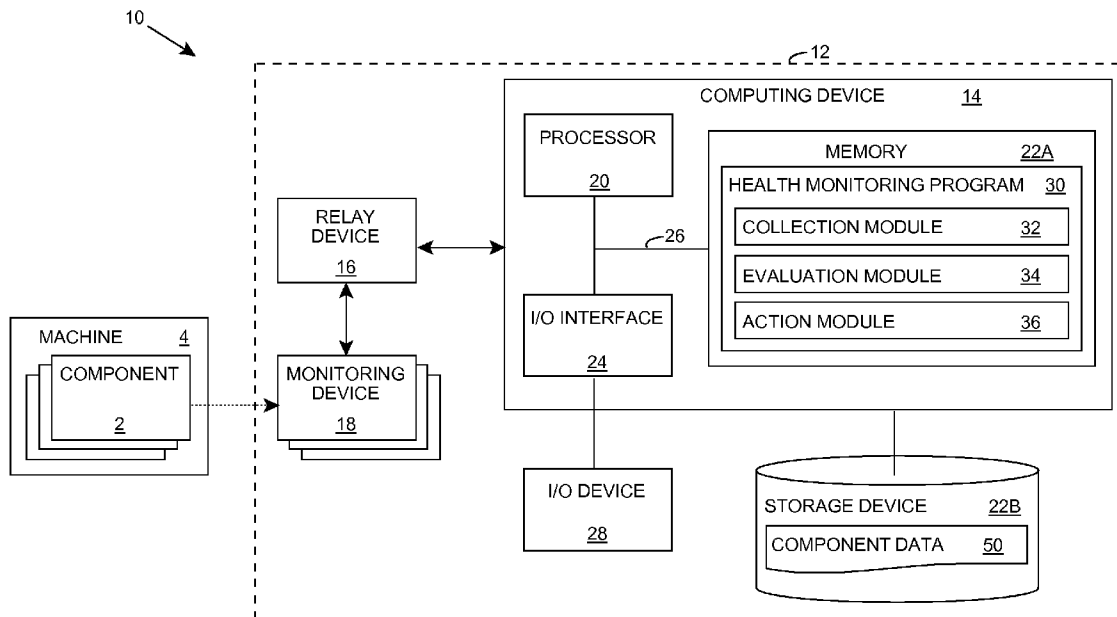 10
12
COMPUTING DEVICE 14
PROCESSOR
20
MEMORY 22A
HEALTH MONITORING PROGRAM 30
COLLECTION MODULE 32
EVALUATION MODULE 34
ACTION MODULE 36
26
RELAY
DEVICE
16
I/O INTERFACE
24
MACHINE 4
COMPONENT
2
MONITORING
DEVICE
18
I/O DEVICE
28
STORAGE DEVICE 22B
COMPONENT DATA 50